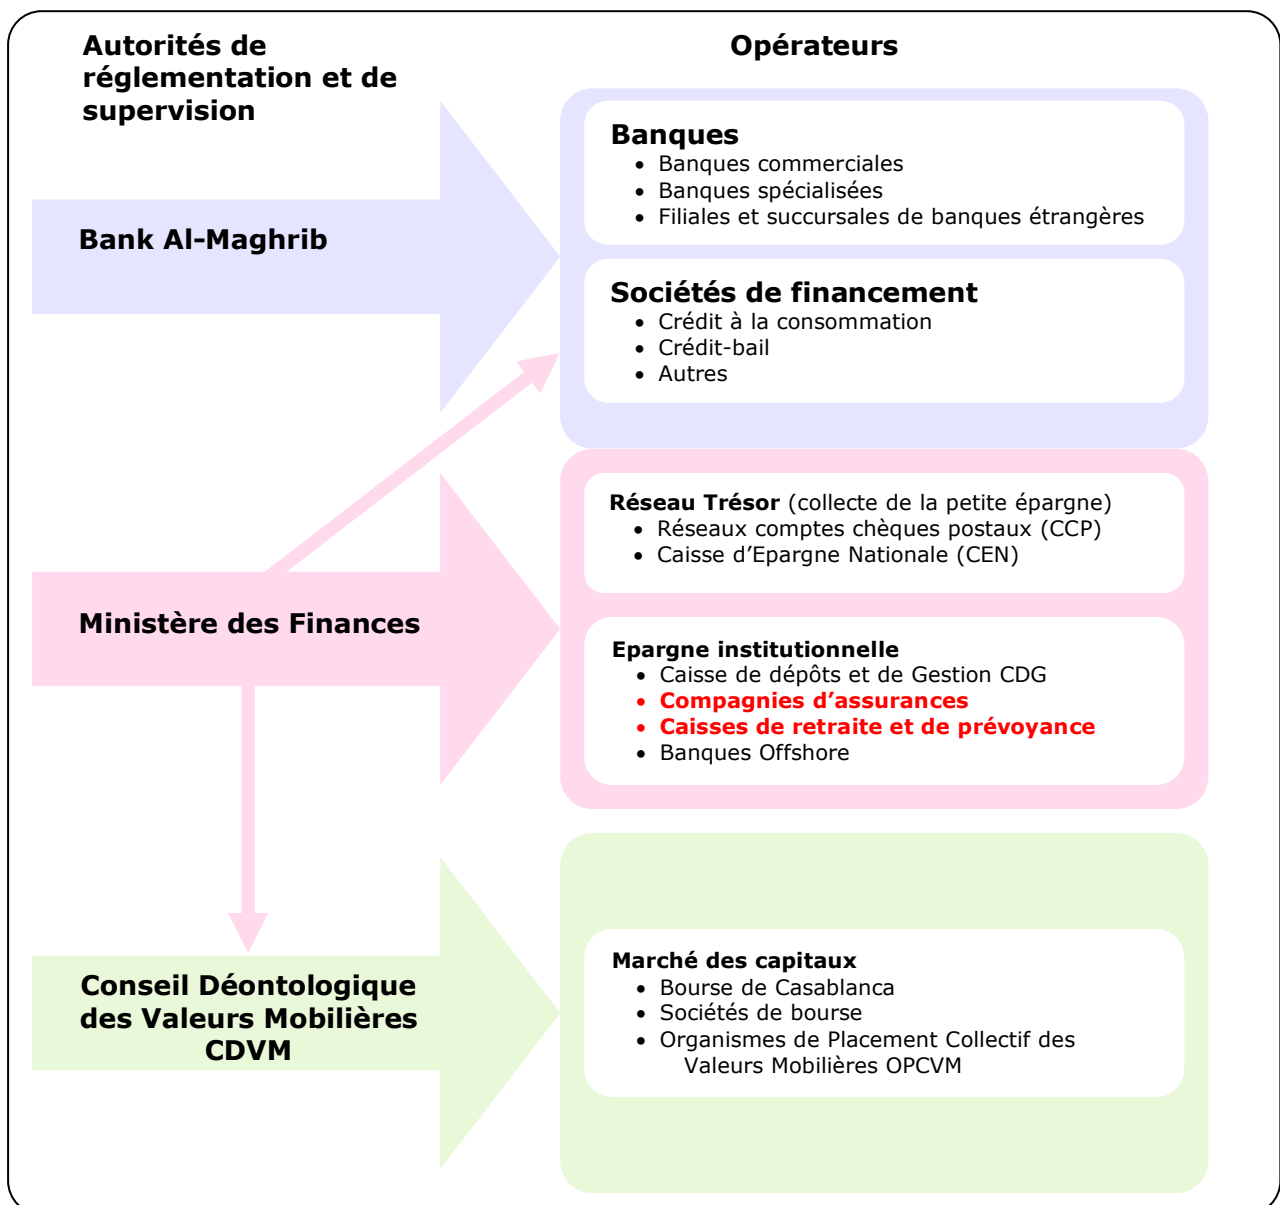 Autorités de
réglementation et de
supervision
Opérateurs
Bank Al-Maghrib
Banques
• Banques commerciales
• Banques spécialisées
• Filiales et succursales de banques étrangères
Sociétés de financement
• Crédit à la consommation
• Crédit-bail
• Autres
Ministère des Finances
Réseau Trésor (collecte de la petite épargne)
• Réseaux comptes chèques postaux (CCP)
• Caisse d’Epargne Nationale (CEN)
Epargne institutionnelle
• Caisse de dépôts et de Gestion CDG
• Compagnies d’assurances
• Caisses de retraite et de prévoyance
• Banques Offshore
Conseil Déontologique
des Valeurs Mobilières
CDVM
Marché des capitaux
• Bourse de Casablanca
• Sociétés de bourse
• Organismes de Placement Collectif des
Valeurs Mobilières OPCVM